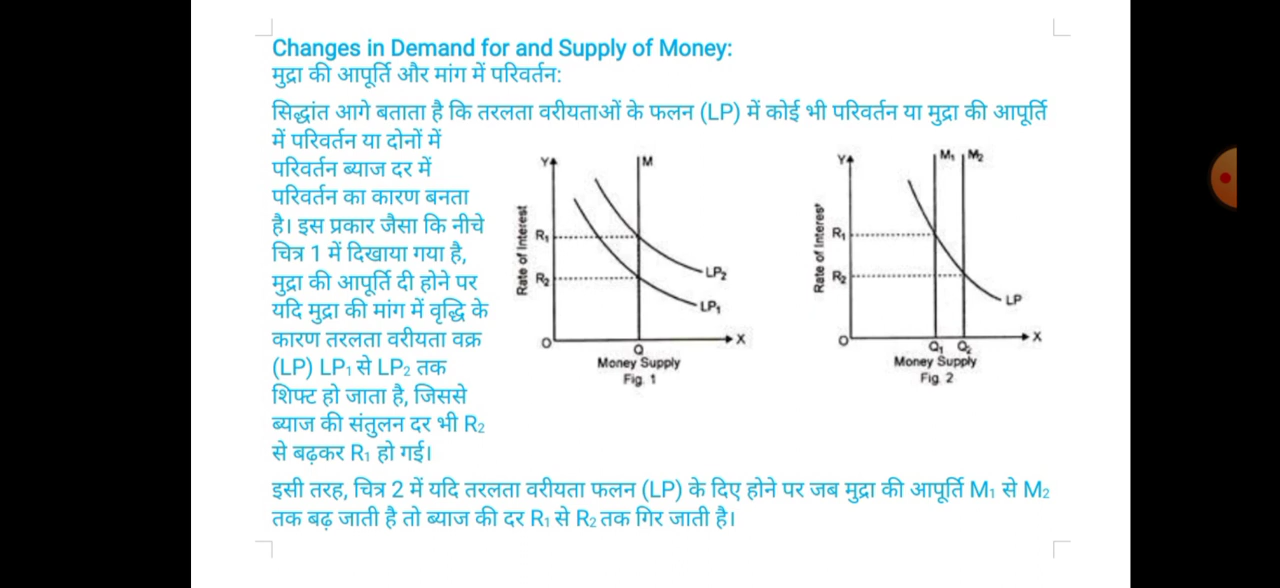 Changes in Demand for and Supply of Money:
मुद्रा की आपूर्ति और मांग में परिवर्तन:
सिद्धांत आगे बताता है कि तरलता वरीयताओं के फलन (LP) में कोई भी परिवर्तन या मुद्रा की आपूर्ति
में परिवर्तन या दोनों में
परिवर्तन ब्याज दर में
परिवर्तन का कारण बनता
है। इस प्रकार जैसा कि नीचे
चित्र 1 में दिखाया गया है,
मुद्रा की आपूर्ति दी होने पर
यदि मुद्रा की मांग में वृद्धि के
कारण तरलता वरीयता वक्र
(LP) LP₁ से LP₂ तक
शिफ्ट हो जाता है, जिससे
ब्याज की संतुलन दर भी R₂
से बढ़कर R₁ हो गई।
Y M
Rate of Interest
R₁
R₂
LP₂
LP₁
O Q X
Money Supply
Fig. 1
Y M₁ M₂
Rate of Interest
R₁
R₂
LP
O Q₁ Q₂ X
Money Supply
Fig. 2
इसी तरह, चित्र 2 में यदि तरलता वरीयता फलन (LP) के दिए होने पर जब मुद्रा की आपूर्ति M₁ से M₂
तक बढ़ जाती है तो ब्याज की दर R₁ से R₂ तक गिर जाती है।